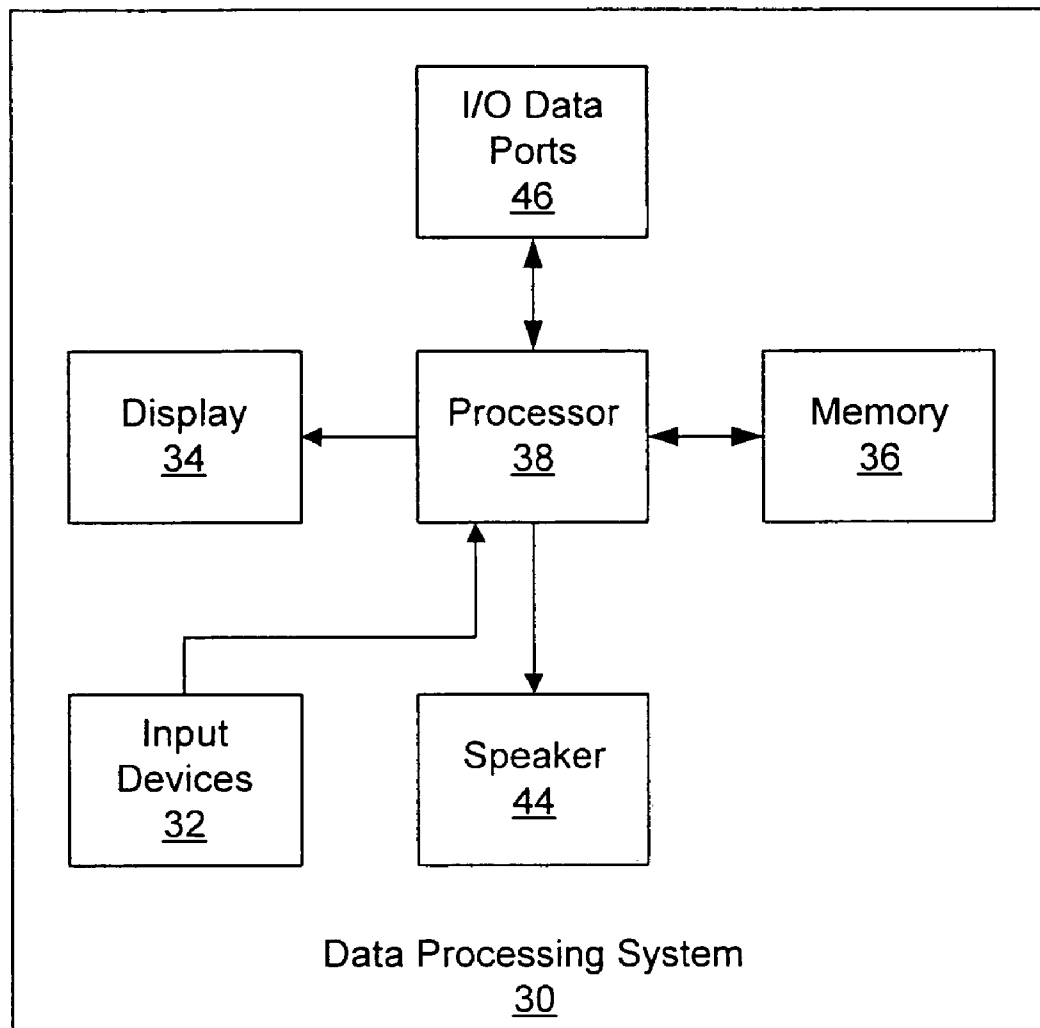 I/O Data
Ports
46
Display
34
Processor
38
Memory
36
Input
Devices
32
Speaker
44
Data Processing System
30